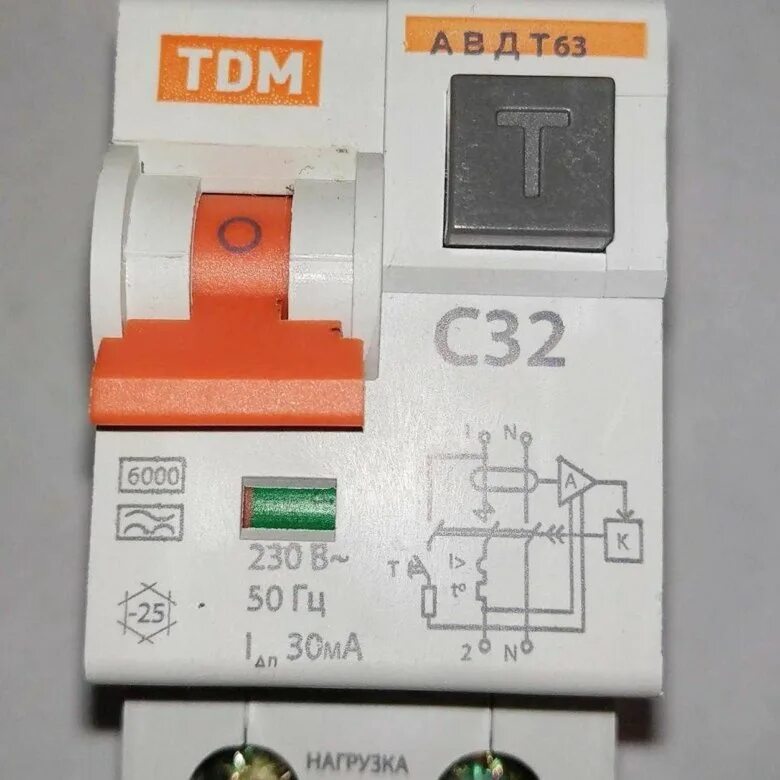 TDM
АВДТ63
T
O
C32
1 N
6000
A
K
230 В~
T
I>
t°
50 Гц
-25
IΔn 30мА
2 N
НАГРУЗКА